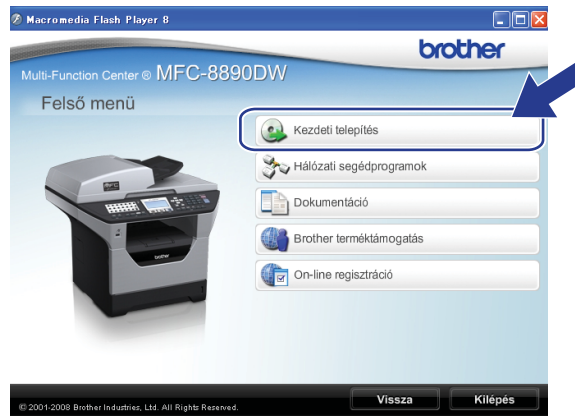 Macromedia Flash Player 8
brother
Multi-Function Center ® MFC-8890DW
Felső menü
Kezdeti telepítés
Hálózati segédprogramok
Dokumentáció
Brother terméktámogatás
On-line regisztráció
brother
© 2001-2008 Brother Industries, Ltd. All Rights Reserved.
Vissza
Kilépés